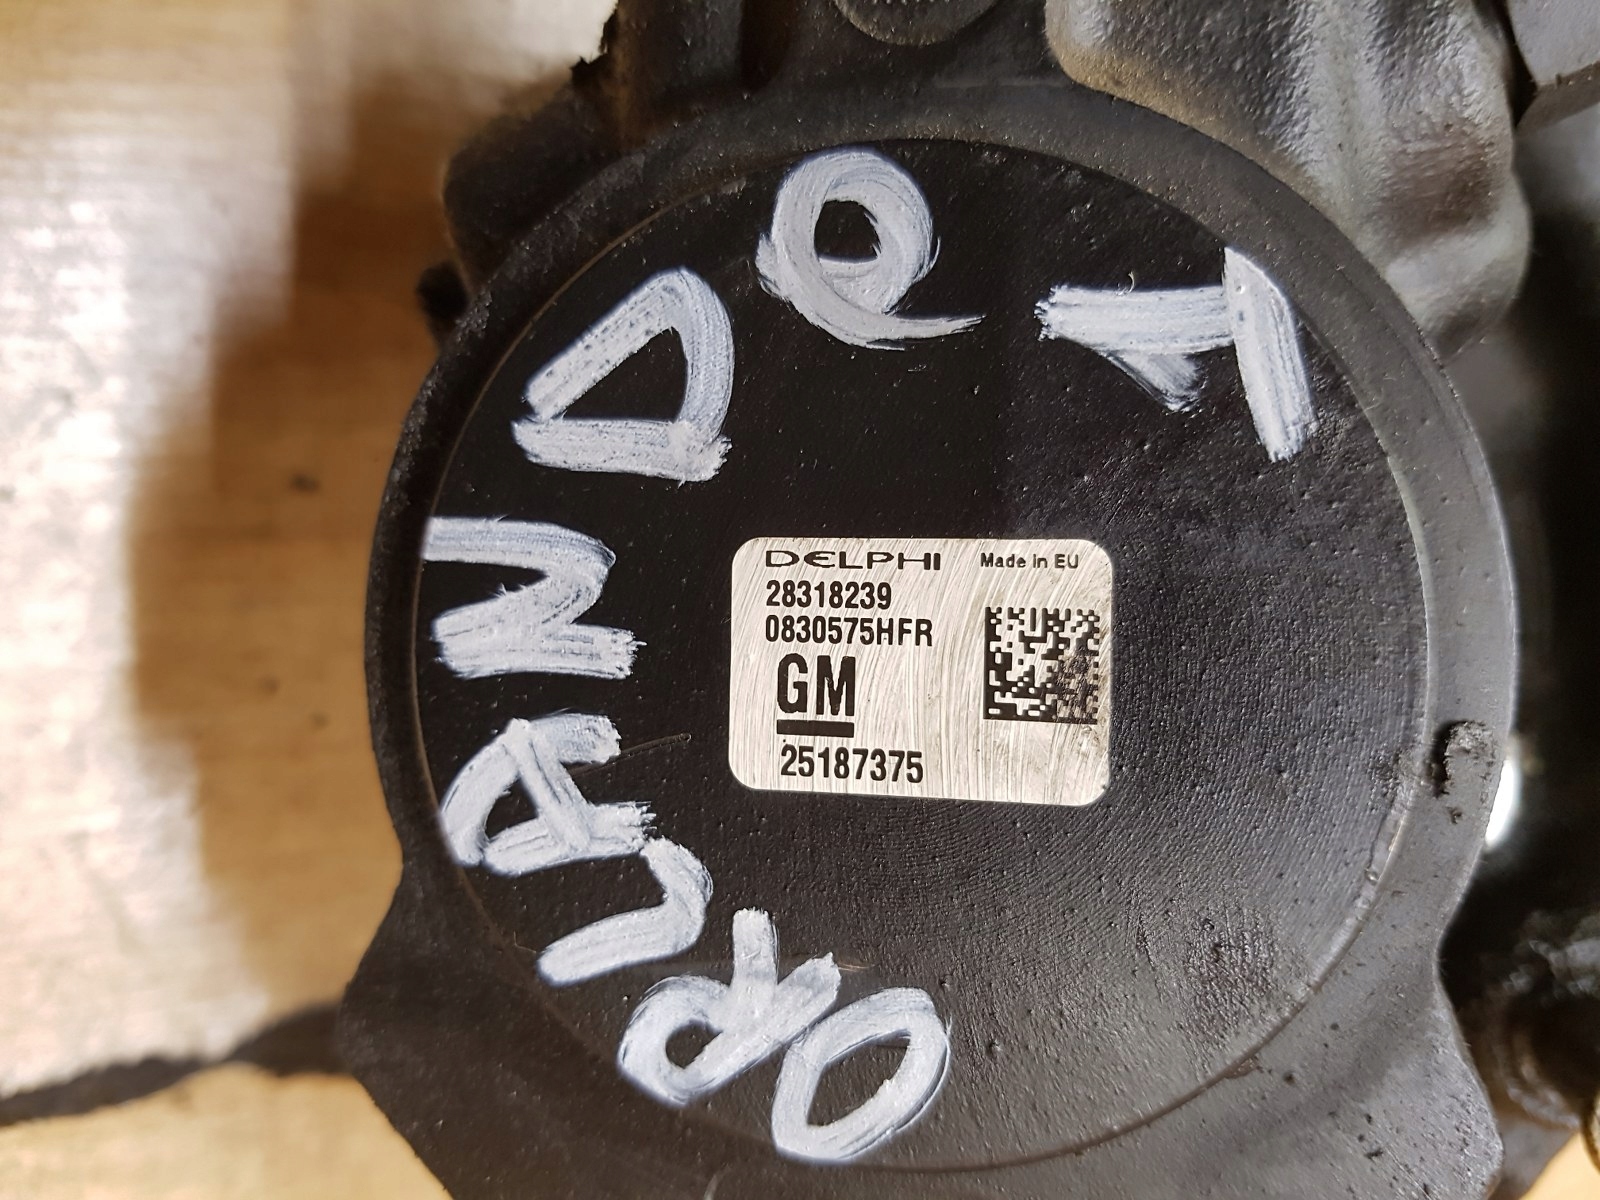 ORLANDO
1
DELPHI Made in EU
28318239
0830575HFR
GM
25187375